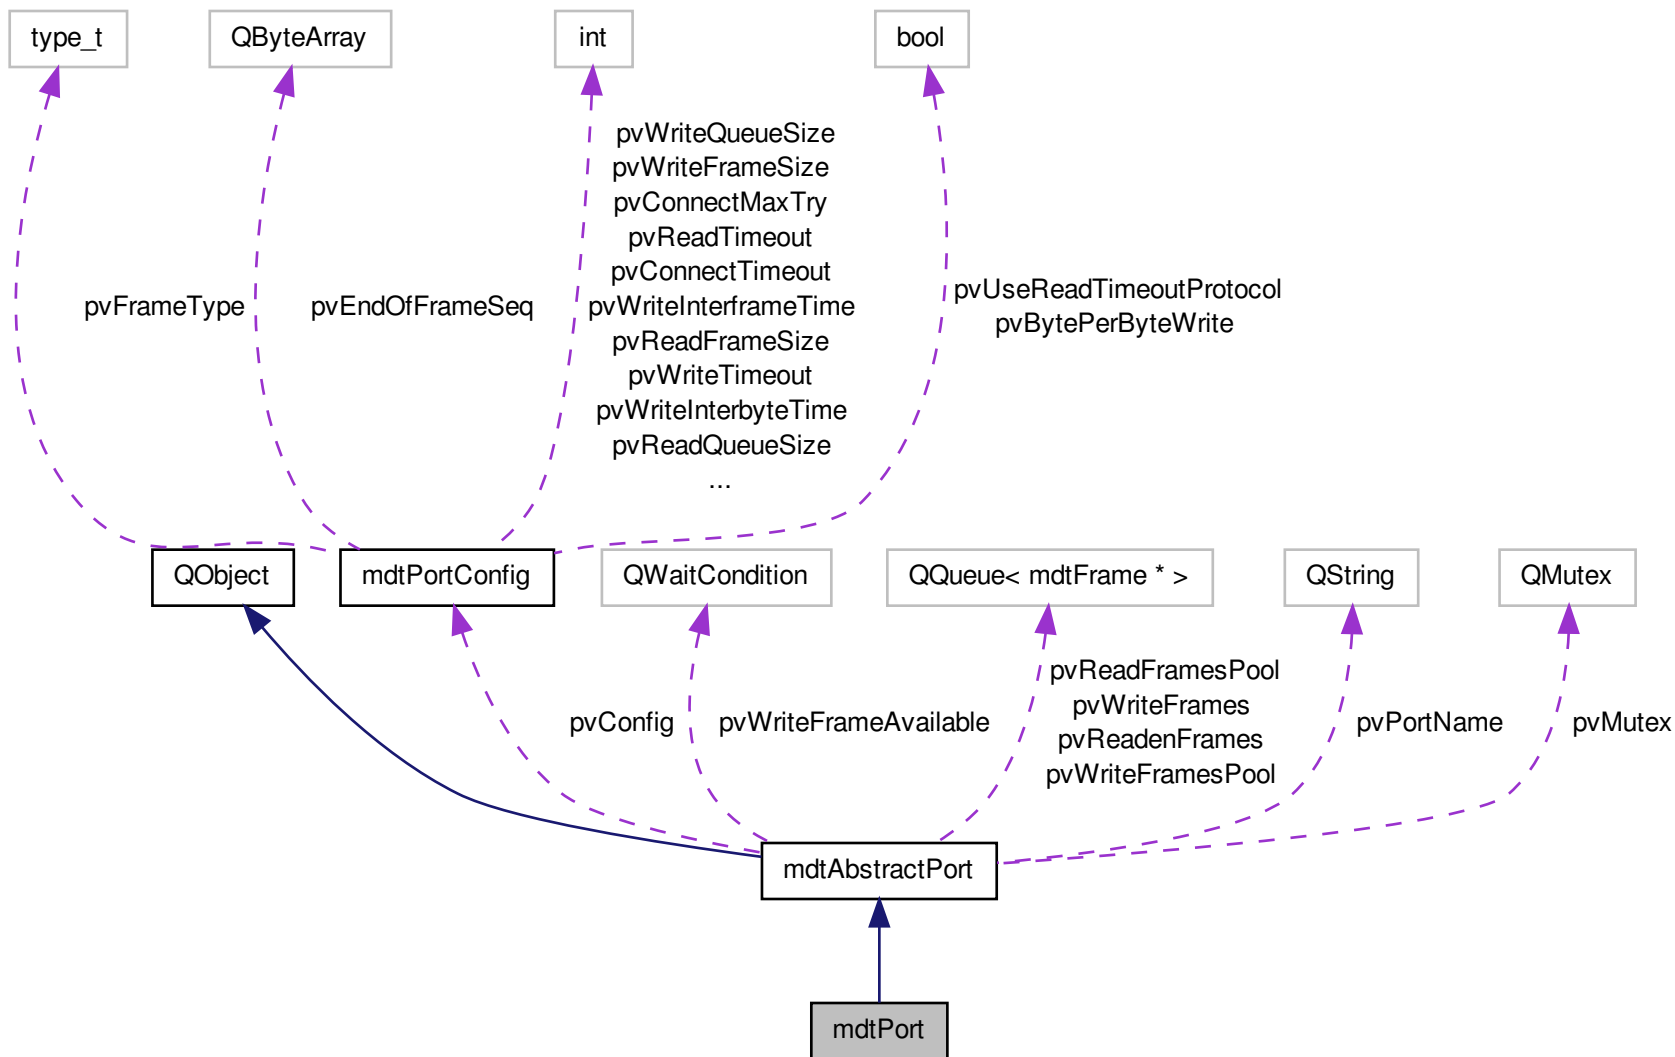 type_t
QByteArray
int
bool
pvWriteQueueSize
pvWriteFrameSize
pvConnectMaxTry
pvReadTimeout
pvConnectTimeout
pvWriteInterframeTime
pvReadFrameSize
pvWriteTimeout
pvWriteInterbyteTime
pvReadQueueSize
...
pvFrameType
pvEndOfFrameSeq
pvUseReadTimeoutProtocol
pvBytePerByteWrite
QObject
mdtPortConfig
QWaitCondition
QQueue< mdtFrame * >
QString
QMutex
pvConfig
pvWriteFrameAvailable
pvReadFramesPool
pvWriteFrames
pvReadenFrames
pvWriteFramesPool
pvPortName
pvMutex
mdtAbstractPort
mdtPort